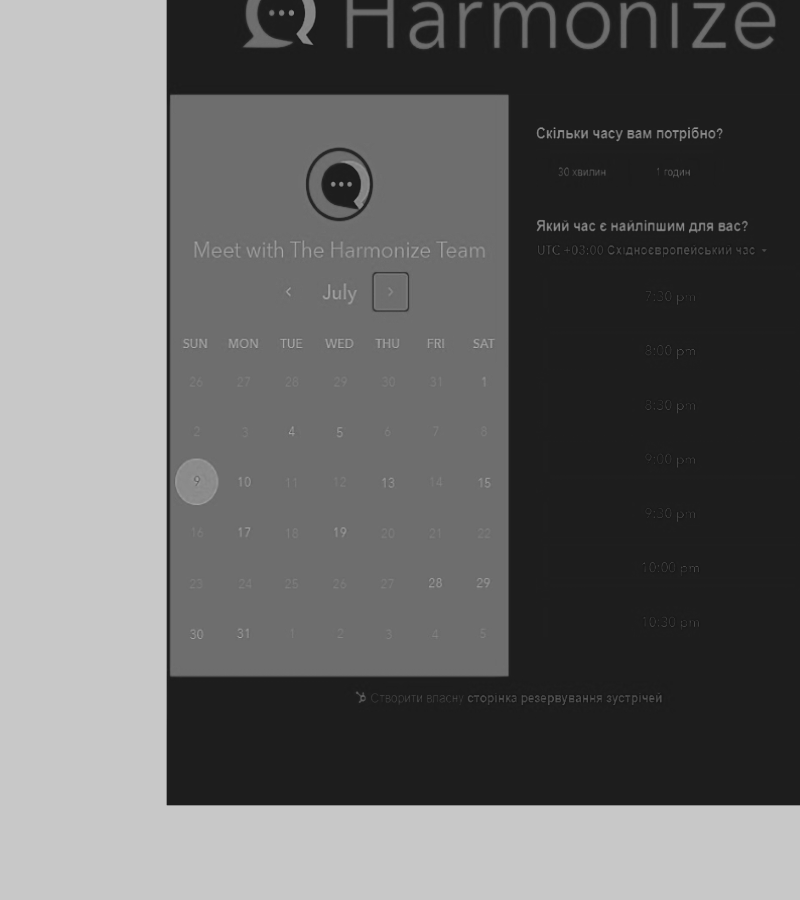 Harmonize
Meet with The Harmonize Team
July
SUN MON TUE WED THU FRI SAT
26 27 28 29 30 31 1
2 3 4 5 6 7 8
9 10 11 12 13 14 15
16 17 18 19 20 21 22
23 24 25 26 27 28 29
30 31 1 2 3 4 5
Скільки часу вам потрібно?
30 хвилин 1 годин
Який час є найліпшим для вас?
UTC +03:00 Східноєвропейський час
7:30 pm
8:00 pm
8:30 pm
9:00 pm
9:30 pm
10:00 pm
10:30 pm
Створити власну сторінка резервування зустрічей